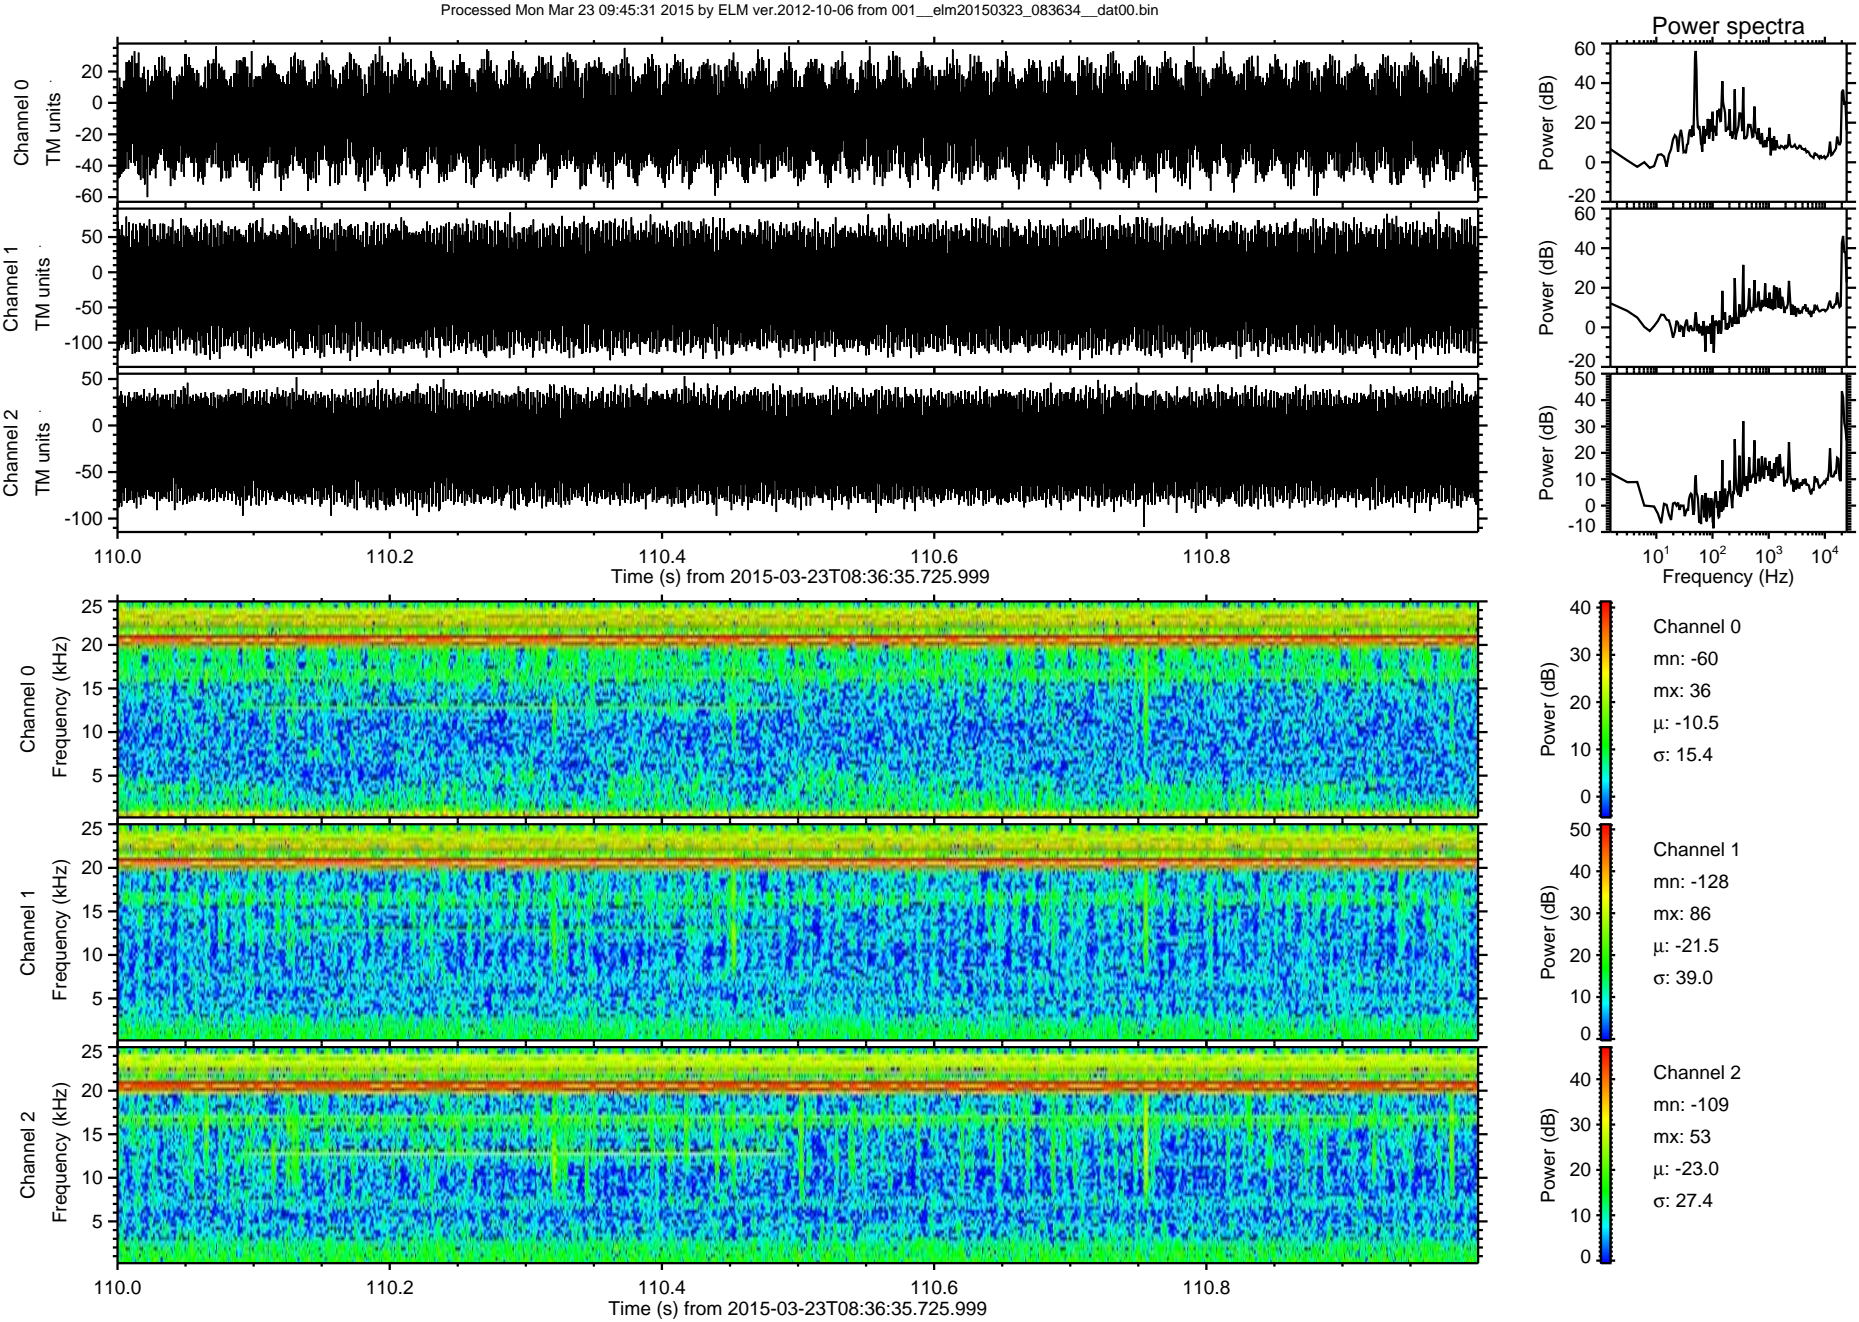 Processed Mon Mar 23 09:45:31 2015 by ELM ver.2012-10-06 from 001__elm20150323_083634__dat00.bin
Power spectra
Channel 0
TM units
20
0
-20
-40
-60
Power (dB)
60
40
20
0
-20
Channel 1
TM units
50
0
-50
-100
Power (dB)
60
40
20
0
-20
Channel 2
TM units
50
0
-50
-100
Power (dB)
50
40
30
20
10
0
-10
110.0 110.2 110.4 110.6 110.8
Time (s) from 2015-03-23T08:36:35.725.999
10¹ 10² 10³ 10⁴
Frequency (Hz)
Channel 0
Frequency (kHz)
25
20
15
10
5
Power (dB)
40
30
20
10
0
Channel 0
mn: -60
mx: 36
μ: -10.5
σ: 15.4
Channel 1
Frequency (kHz)
25
20
15
10
5
Power (dB)
50
40
30
20
10
0
Channel 1
mn: -128
mx: 86
μ: -21.5
σ: 39.0
Channel 2
Frequency (kHz)
25
20
15
10
5
Power (dB)
40
30
20
10
0
Channel 2
mn: -109
mx: 53
μ: -23.0
σ: 27.4
110.0 110.2 110.4 110.6 110.8
Time (s) from 2015-03-23T08:36:35.725.999